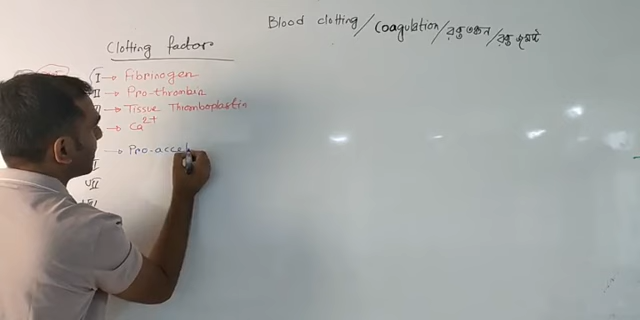 Blood clotting / Coagulation / রক্ত তঞ্চন / রক্ত জমাট
Clotting factors
I → Fibrinogen
II → Pro-thrombin
→ Tissue Thromboplastin
→ Ca2+
→ Pro-accel
VII